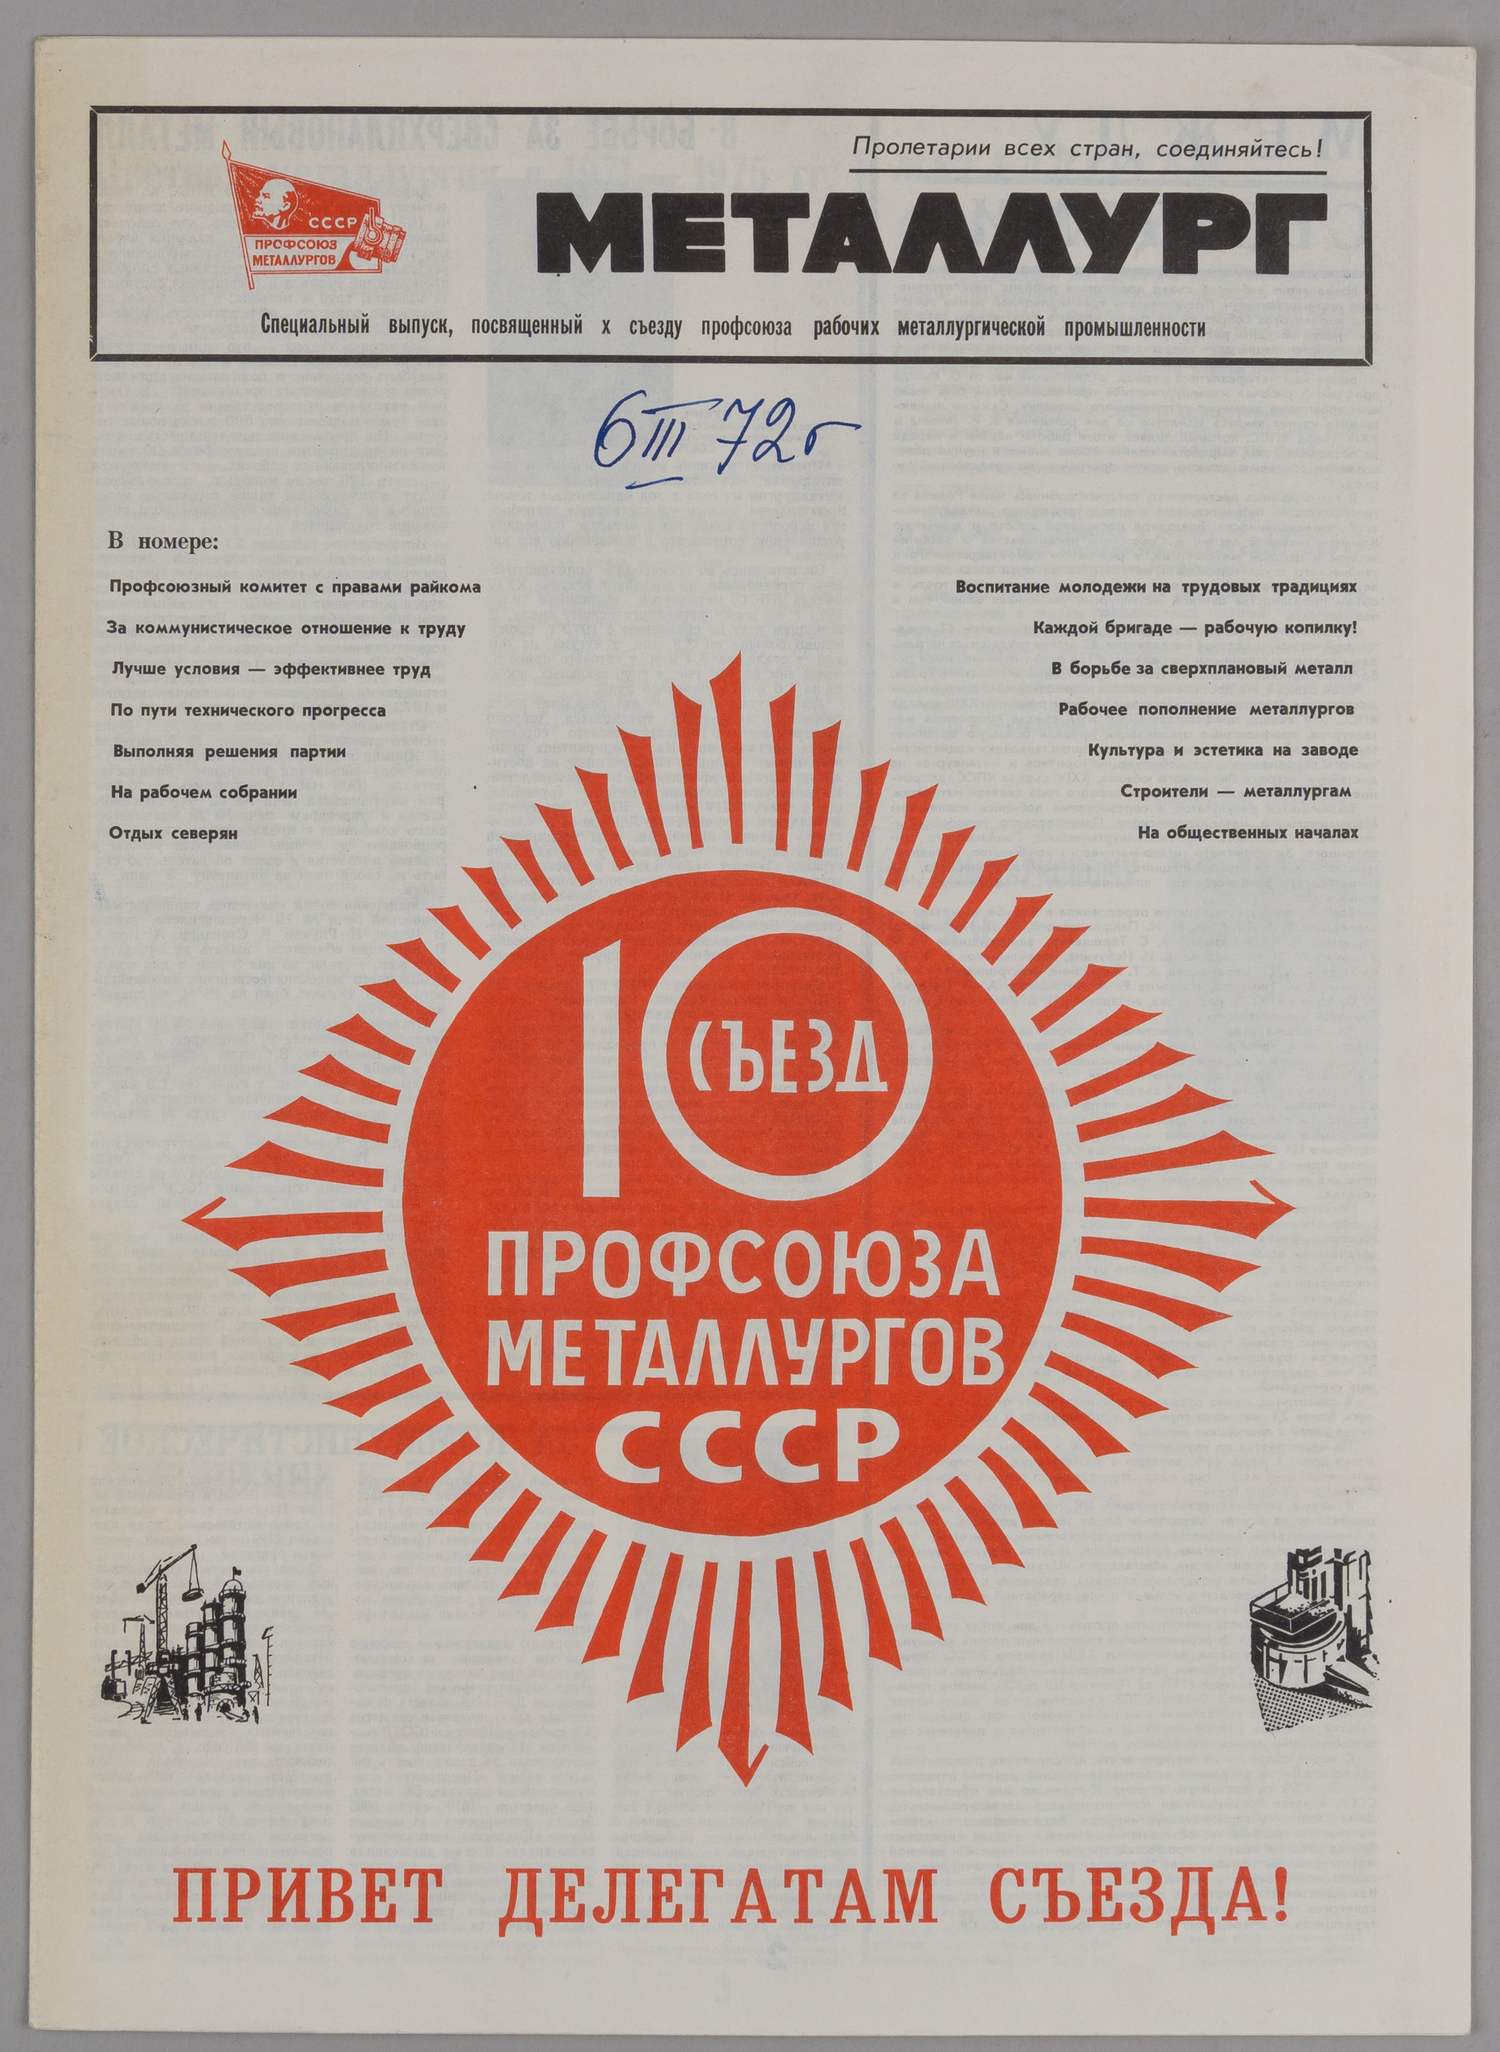 Пролетарии всех стран, соединяйтесь!
СССР
ПРОФСОЮЗ
МЕТАЛЛУРГОВ
МЕТАЛЛУРГ
Специальный выпуск, посвященный х съезду профсоюза рабочих металлургической промышленности
6 III 72 г
В номере:
Профсоюзный комитет с правами райкома
За коммунистическое отношение к труду
Лучше условия — эффективнее труд
По пути технического прогресса
Выполняя решения партии
На рабочем собрании
Отдых северян
Воспитание молодежи на трудовых традициях
Каждой бригаде — рабочую копилку!
В борьбе за сверхплановый металл
Рабочее пополнение металлургов
Культура и эстетика на заводе
Строители — металлургам
На общественных началах
10
СЪЕЗД
ПРОФСОЮЗА
МЕТАЛЛУРГОВ
СССР
ПРИВЕТ ДЕЛЕГАТАМ СЪЕЗДА!